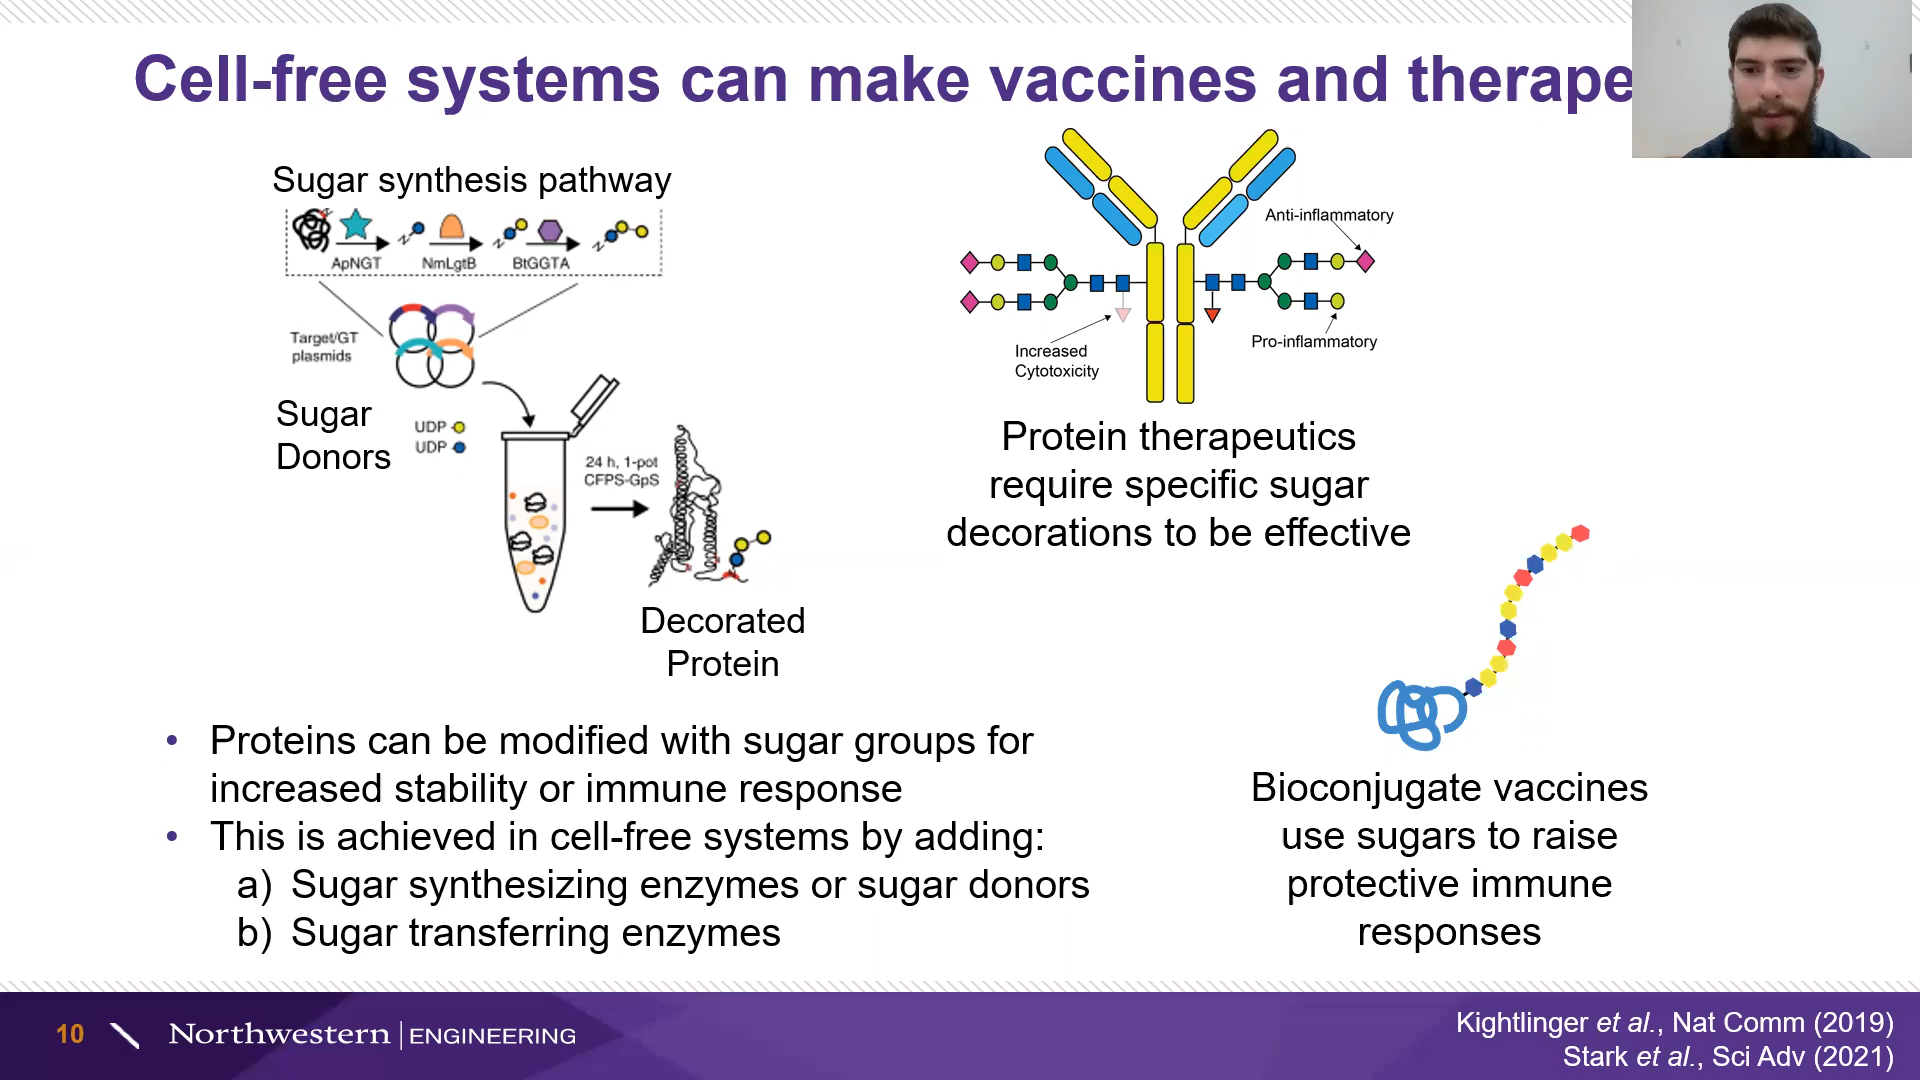 Cell-free systems can make vaccines and therape
Sugar synthesis pathway
ApNGT
NmLgtB
BtGGTA
Target/GT
plasmids
Sugar
Donors
UDP
UDP
24 h, 1-pot
CFPS-GpS
Decorated
Protein
Anti-inflammatory
Pro-inflammatory
Increased
Cytotoxicity
Protein therapeutics
require specific sugar
decorations to be effective
• Proteins can be modified with sugar groups for
increased stability or immune response
• This is achieved in cell-free systems by adding:
a) Sugar synthesizing enzymes or sugar donors
b) Sugar transferring enzymes
Bioconjugate vaccines
use sugars to raise
protective immune
responses
10
Northwestern | ENGINEERING
Kightlinger et al., Nat Comm (2019)
Stark et al., Sci Adv (2021)